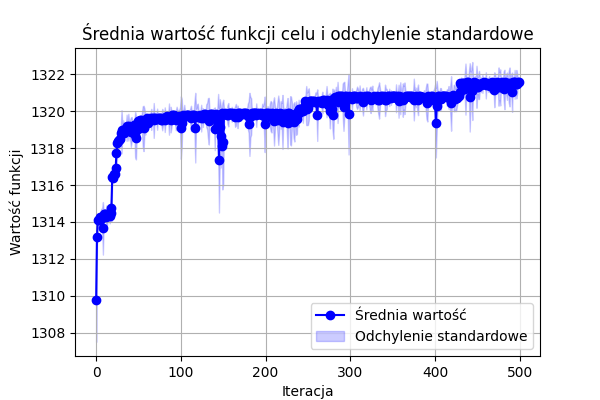 Średnia wartość funkcji celu i odchylenie standardowe
1322
1320
1318
1316
1314
1312
1310
1308
Wartość funkcji
0 100 200 300 400 500
Iteracja
Średnia wartość
Odchylenie standardowe